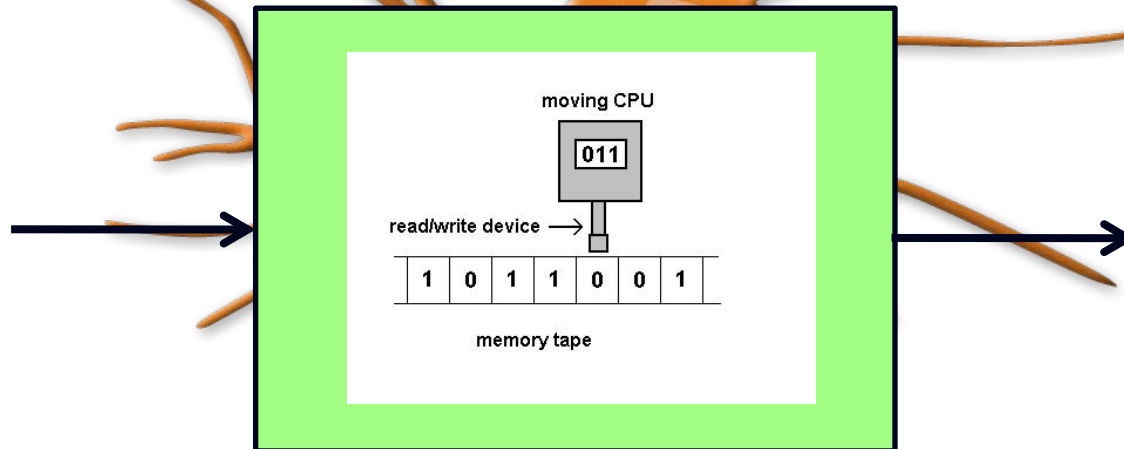 moving CPU
011
read/write device
1 0 1 1 0 0 1
memory tape